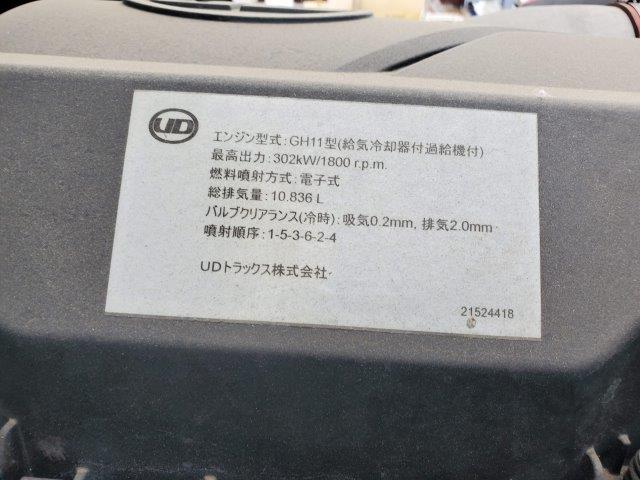 UD
エンジン型式:GH11型(給気冷却器付過給機付)
最高出力:302kW/1800 r.p.m.
燃料噴射方式:電子式
総排気量:10.836 L
バルブクリアランス(冷時):吸気0.2mm, 排気2.0mm
噴射順序:1-5-3-6-2-4
UDトラックス株式会社
21524418